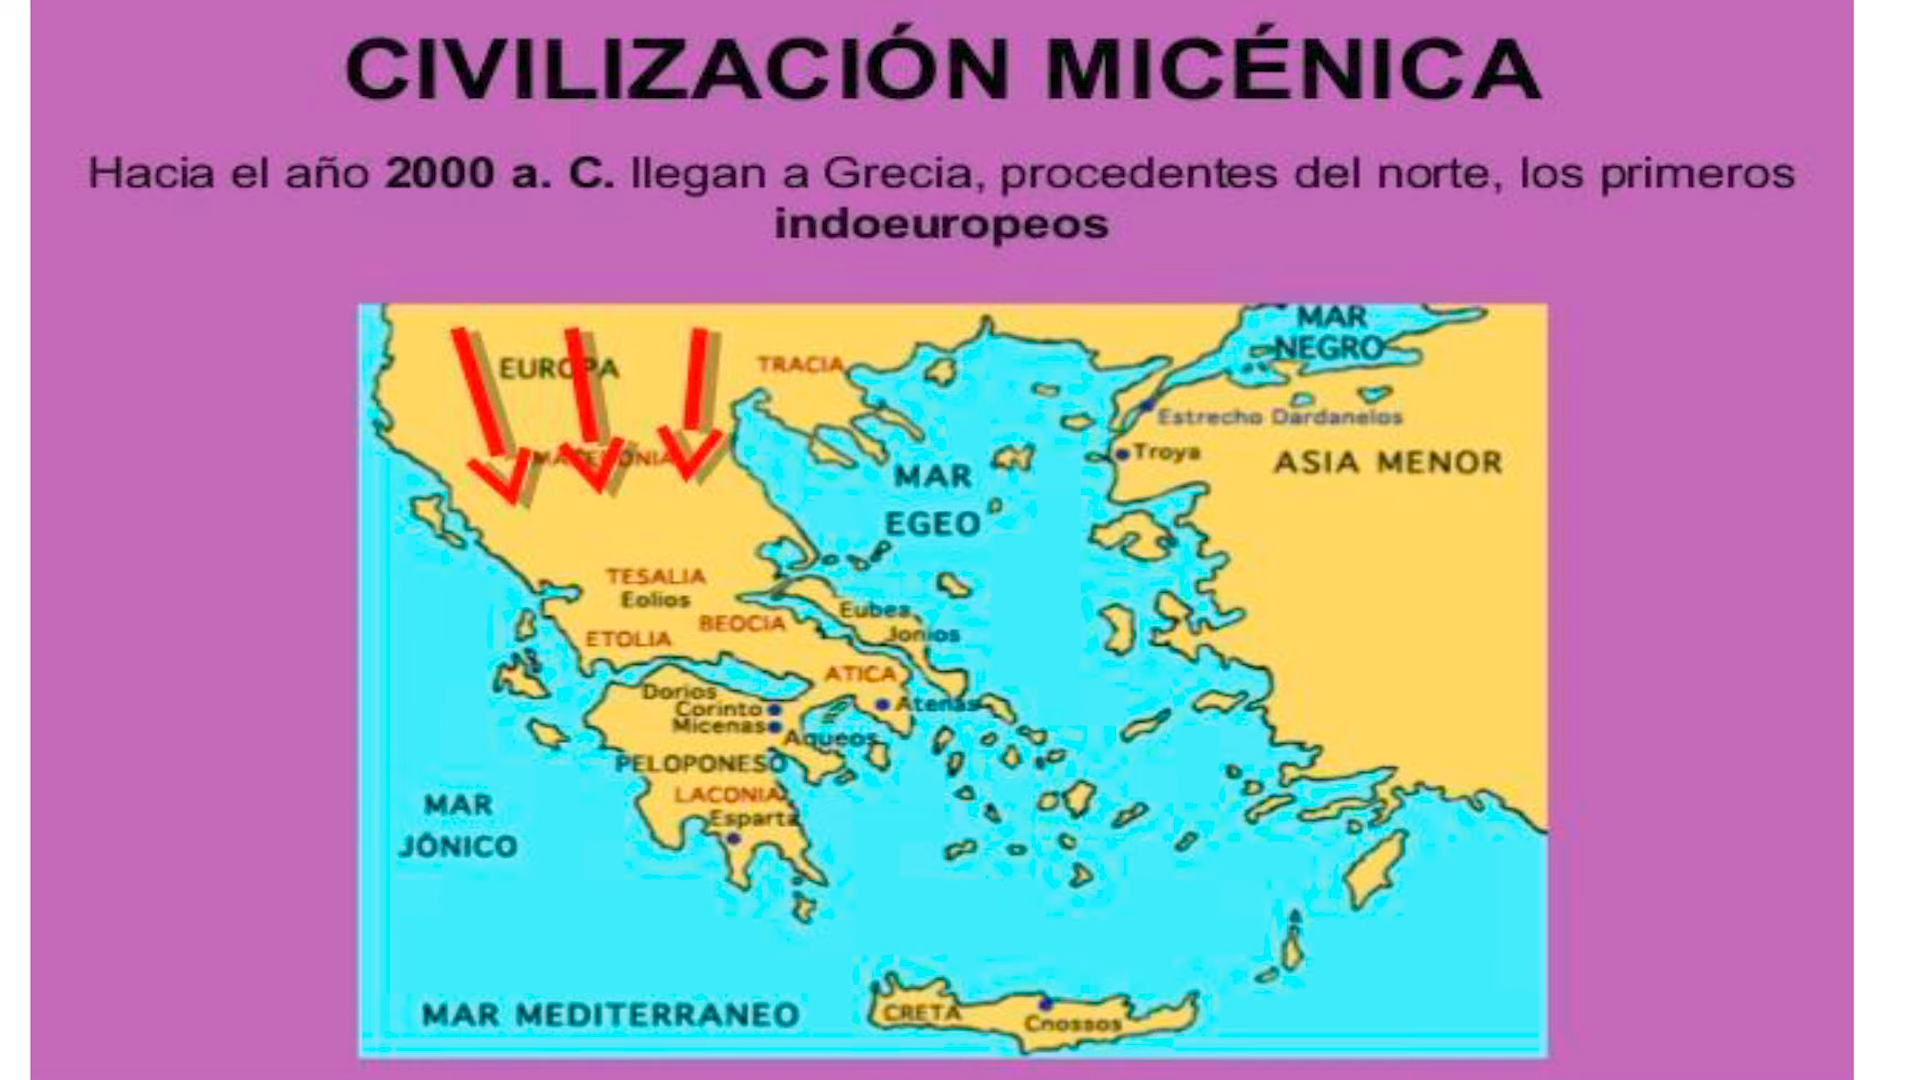 CIVILIZACIÓN MICÉNICA
Hacia el año 2000 a. C. llegan a Grecia, procedentes del norte, los primeros
indoeuropeos
MAR
NEGRO
EUROPA
TRACIA
Estrecho Dardanelos
MACEDONIA
Troya
ASIA MENOR
MAR
EGEO
TESALIA
Eolios
BEOCIA
Eubea
Jonios
ETOLIA
ATICA
Dorios
Corinto
Micenas
Atenas
Aqueos
PELOPONESO
LACONIA
Esparta
MAR
JÓNICO
MAR MEDITERRANEO
CRETA
Cnossos